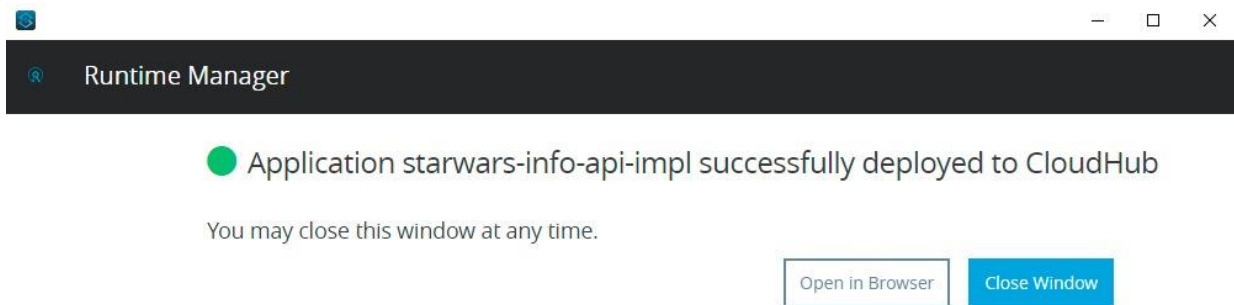 Runtime Manager
Application starwars-info-api-impl successfully deployed to CloudHub
You may close this window at any time.
Open in Browser
Close Window